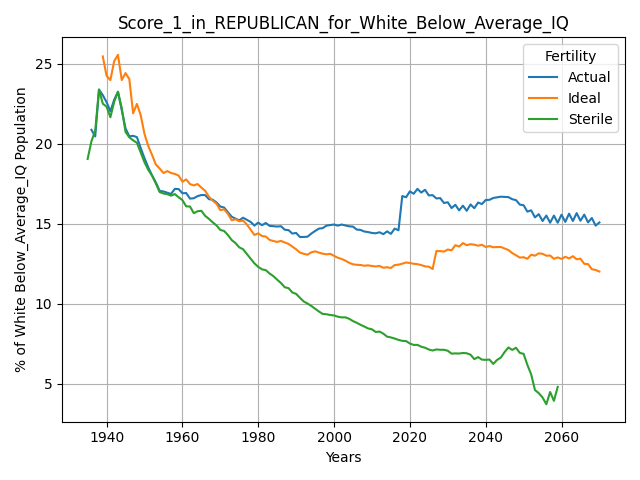 Score_1_in_REPUBLICAN_for_White_Below_Average_IQ
% of White Below_Average_IQ Population
25
20
15
10
5
Fertility
Actual
Ideal
Sterile
1940
1960
1980
2000
2020
2040
2060
Years